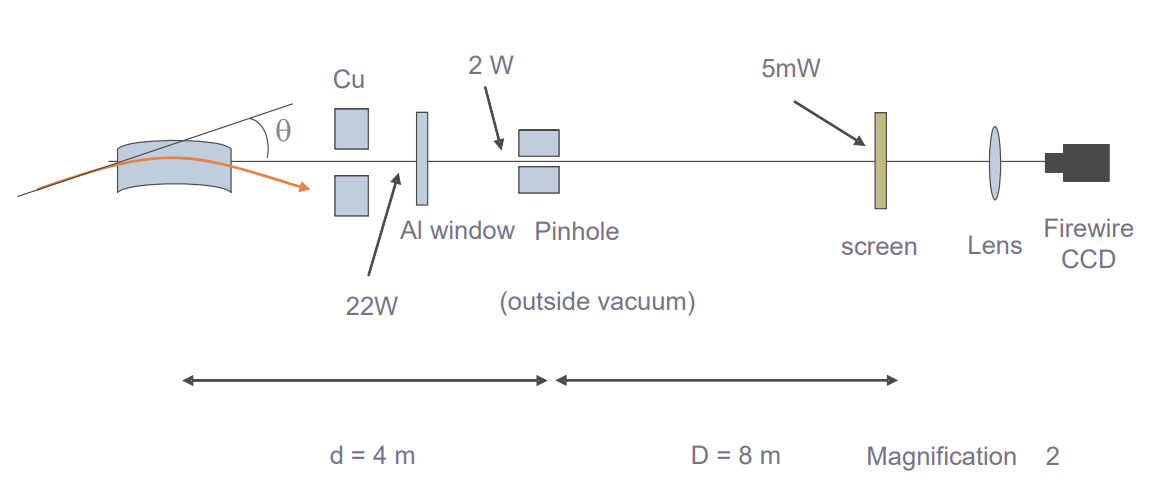 2 W
5mW
Cu
θ
Al window
Pinhole
Firewire
CCD
screen
Lens
22W
(outside vacuum)
d = 4 m
D = 8 m
Magnification 2